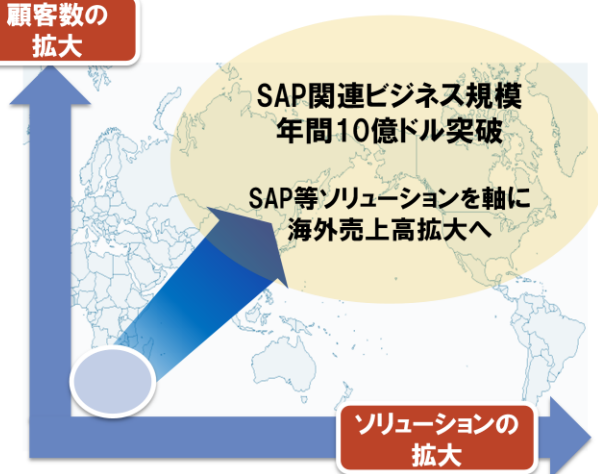 顧客数の
拡大
SAP関連ビジネス規模
年間10億ドル突破
SAP等ソリューションを軸に
海外売上高拡大へ
ソリューションの
拡大